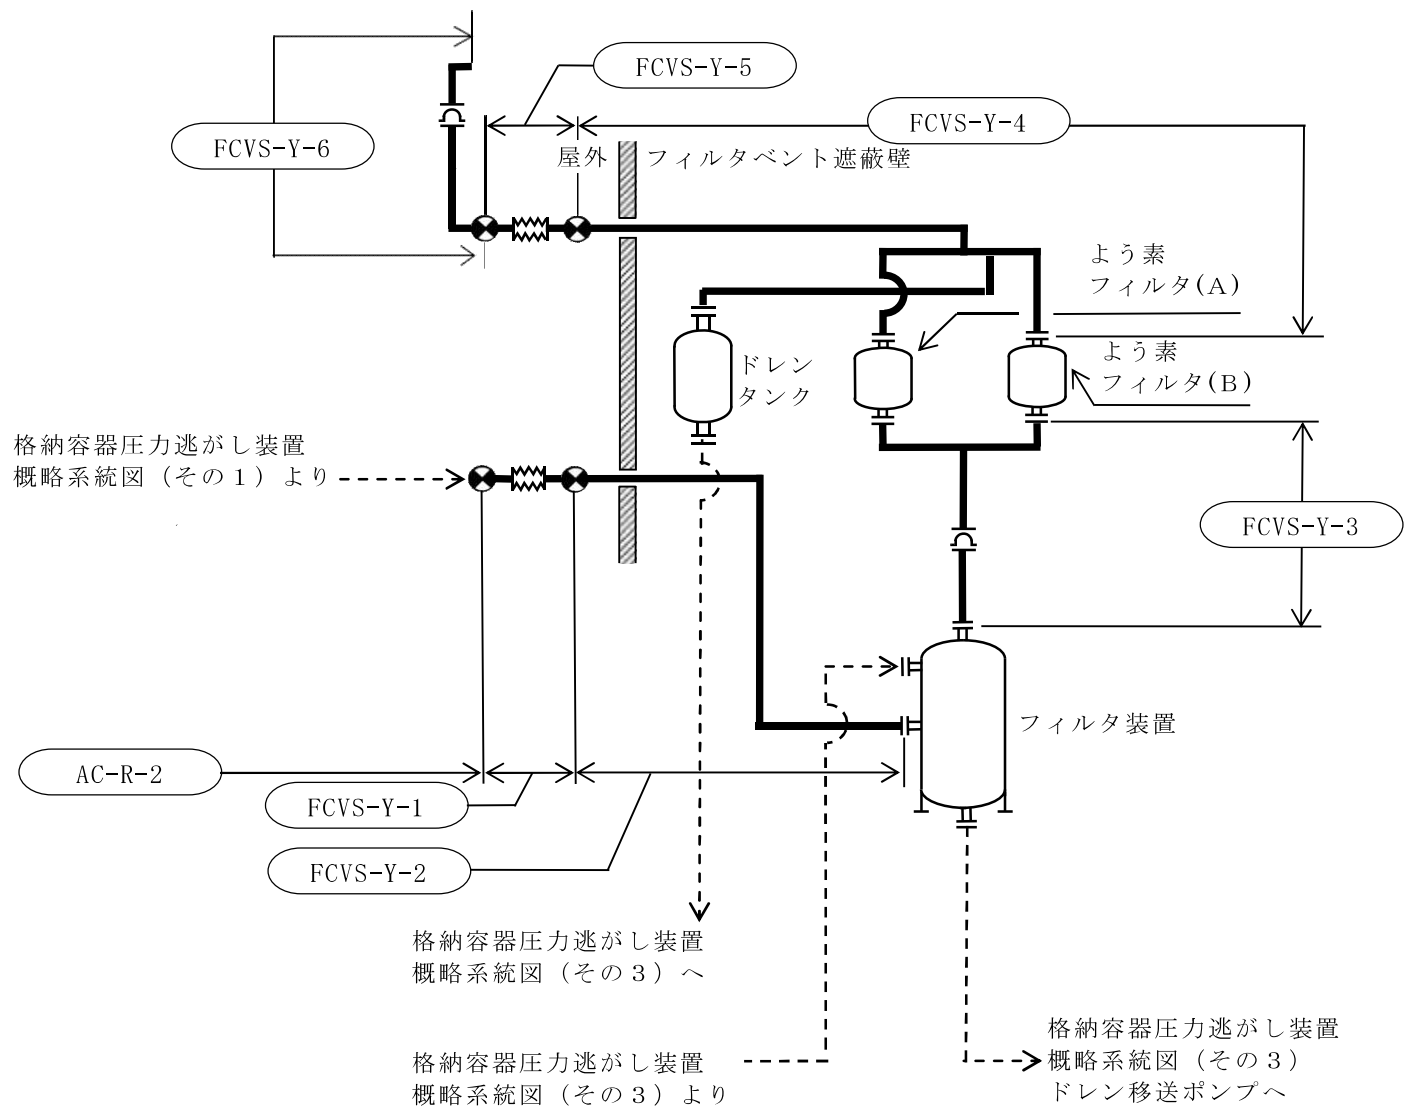 FCVS-Y-5
FCVS-Y-4
FCVS-Y-6
屋外
フィルタベント遮蔽壁
よう素
フィルタ(A)
よう素
フィルタ(B)
ドレン
タンク
格納容器圧力逃がし装置
概略系統図（その１）より
FCVS-Y-3
フィルタ装置
AC-R-2
FCVS-Y-1
FCVS-Y-2
格納容器圧力逃がし装置
概略系統図（その３）へ
格納容器圧力逃がし装置
概略系統図（その３）より
格納容器圧力逃がし装置
概略系統図（その３）
ドレン移送ポンプへ